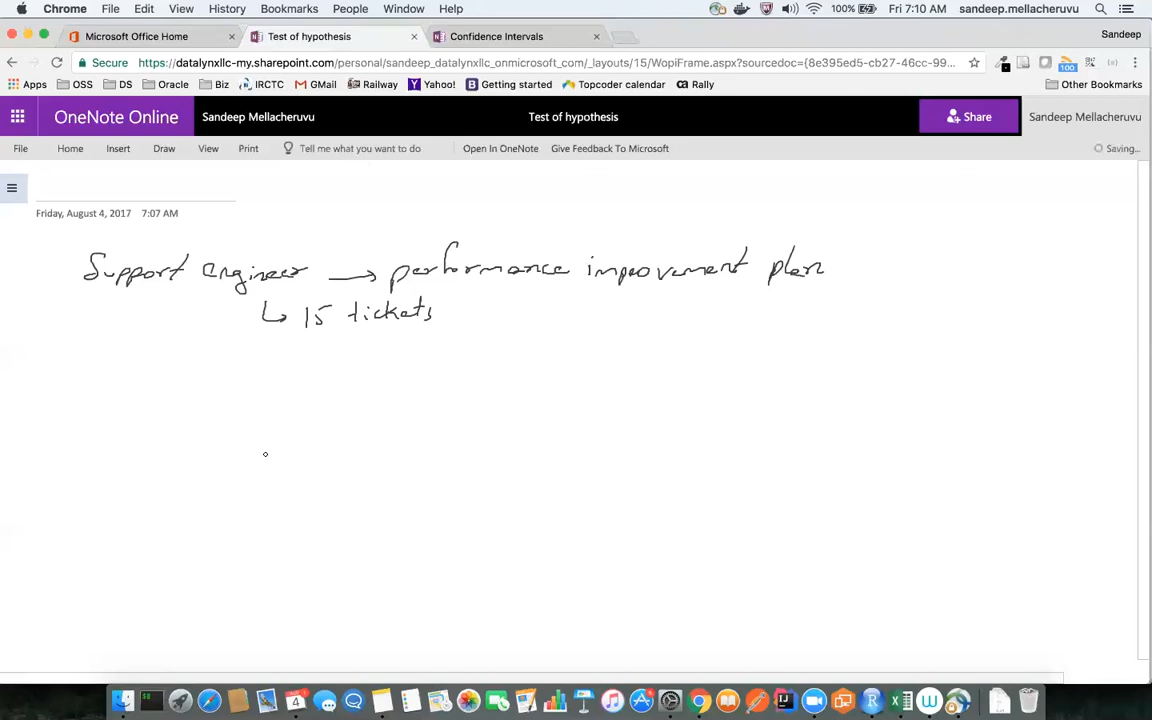 Chrome File Edit View History Bookmarks People Window Help 100% Fri 7:10 AM sandeep.mellacheruvu
Microsoft Office Home × Test of hypothesis × Confidence Intervals × Sandeep
Secure https://datalynxllc-my.sharepoint.com/personal/sandeep_datalynxllc_onmicrosoft_com/_layouts/15/WopiFrame.aspx?sourcedoc={8e395ed5-cb27-46cc-99... 100
Apps OSS DS Oracle Biz IRCTC GMail Railway Yahoo! Getting started Topcoder calendar Rally Other Bookmarks
OneNote Online Sandeep Mellacheruvu Test of hypothesis Share Sandeep Mellacheruvu
File Home Insert Draw View Print Tell me what you want to do Open In OneNote Give Feedback To Microsoft Saving...
Friday, August 4, 2017 7:07 AM
Support engineer → performance improvement plan
↳ 15 tickets